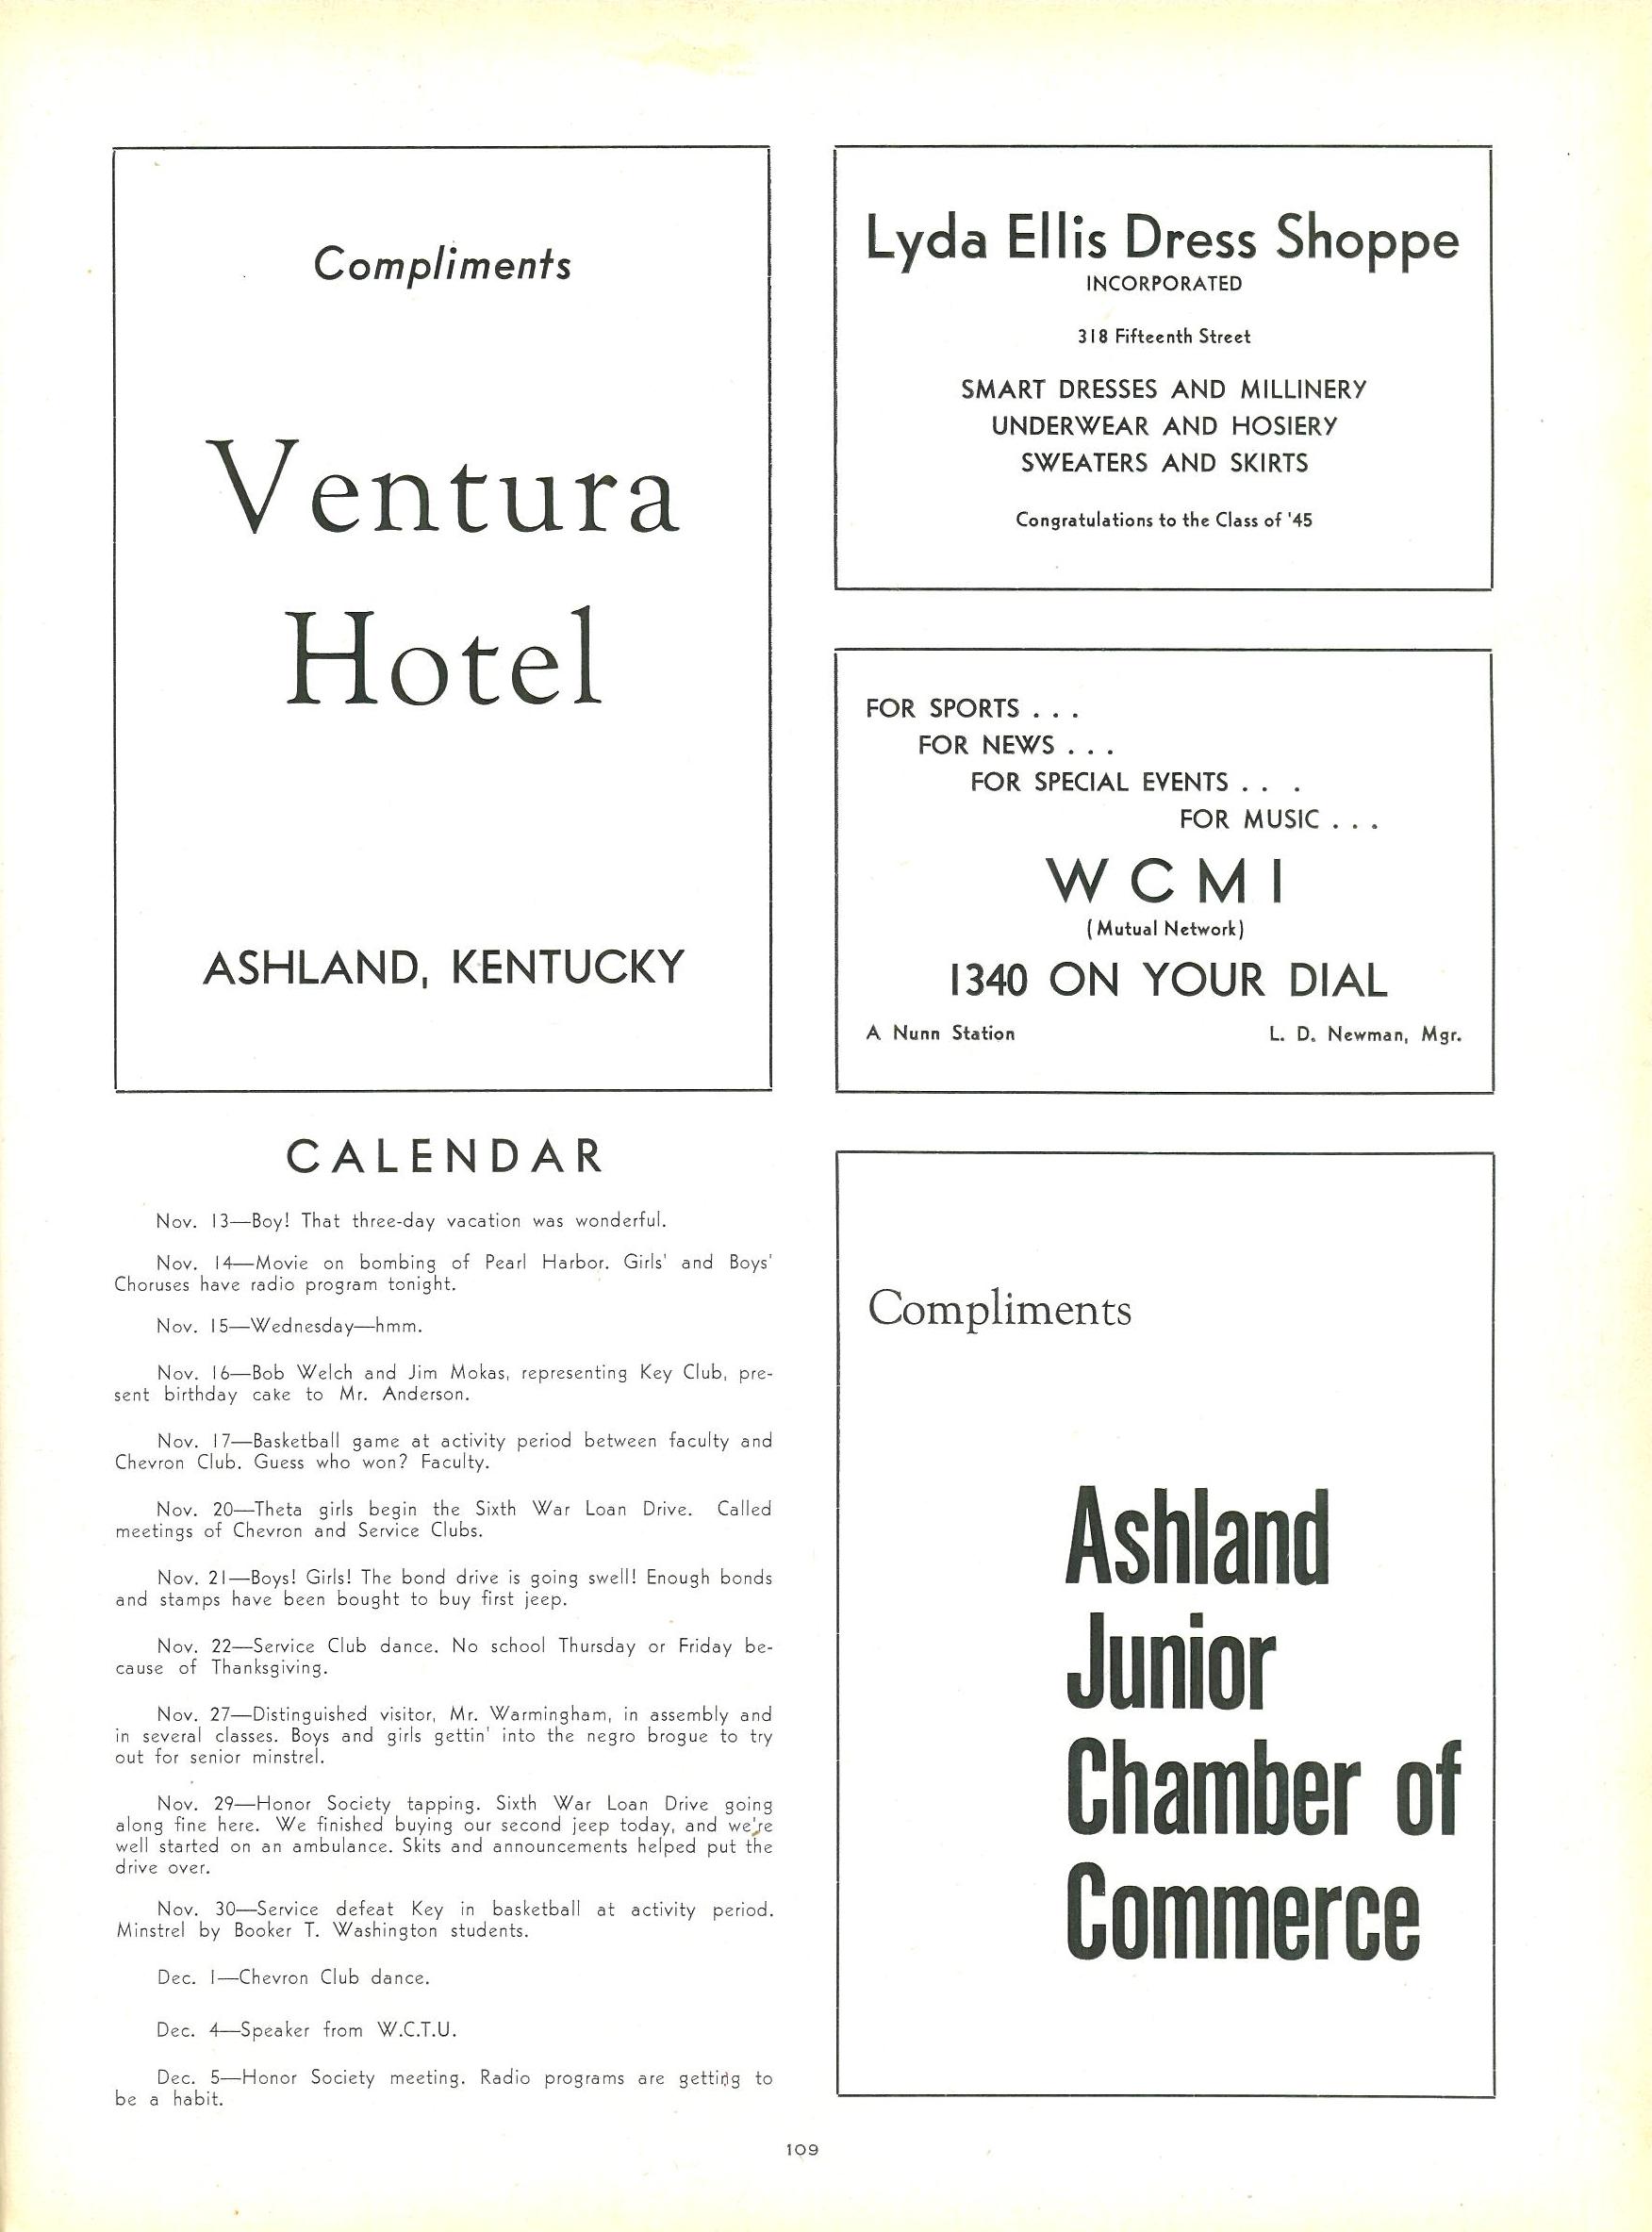 Compliments
Ventura
Hotel
ASHLAND, KENTUCKY
Lyda Ellis Dress Shoppe
INCORPORATED
318 Fifteenth Street
SMART DRESSES AND MILLINERY
UNDERWEAR AND HOSIERY
SWEATERS AND SKIRTS
Congratulations to the Class of '45
FOR SPORTS . . .
FOR NEWS . . .
FOR SPECIAL EVENTS . . .
FOR MUSIC . . .
WCMI
(Mutual Network)
1340 ON YOUR DIAL
A Nunn Station L. D. Newman, Mgr.
CALENDAR
Nov. 13—Boy! That three-day vacation was wonderful.
Nov. 14—Movie on bombing of Pearl Harbor. Girls' and Boys'
Choruses have radio program tonight.
Nov. 15—Wednesday—hmm.
Nov. 16—Bob Welch and Jim Mokas, representing Key Club, pre-
sent birthday cake to Mr. Anderson.
Nov. 17—Basketball game at activity period between faculty and
Chevron Club. Guess who won? Faculty.
Nov. 20—Theta girls begin the Sixth War Loan Drive. Called
meetings of Chevron and Service Clubs.
Nov. 21—Boys! Girls! The bond drive is going swell! Enough bonds
and stamps have been bought to buy first jeep.
Nov. 22—Service Club dance. No school Thursday or Friday be-
cause of Thanksgiving.
Nov. 27—Distinguished visitor, Mr. Warmingham, in assembly and
in several classes. Boys and girls gettin' into the negro brogue to try
out for senior minstrel.
Nov. 29—Honor Society tapping. Sixth War Loan Drive going
along fine here. We finished buying our second jeep today, and we're
well started on an ambulance. Skits and announcements helped put the
drive over.
Nov. 30—Service defeat Key in basketball at activity period.
Minstrel by Booker T. Washington students.
Dec. 1—Chevron Club dance.
Dec. 4—Speaker from W.C.T.U.
Dec. 5—Honor Society meeting. Radio programs are getting to
be a habit.
Compliments
Ashland
Junior
Chamber of
Commerce
109